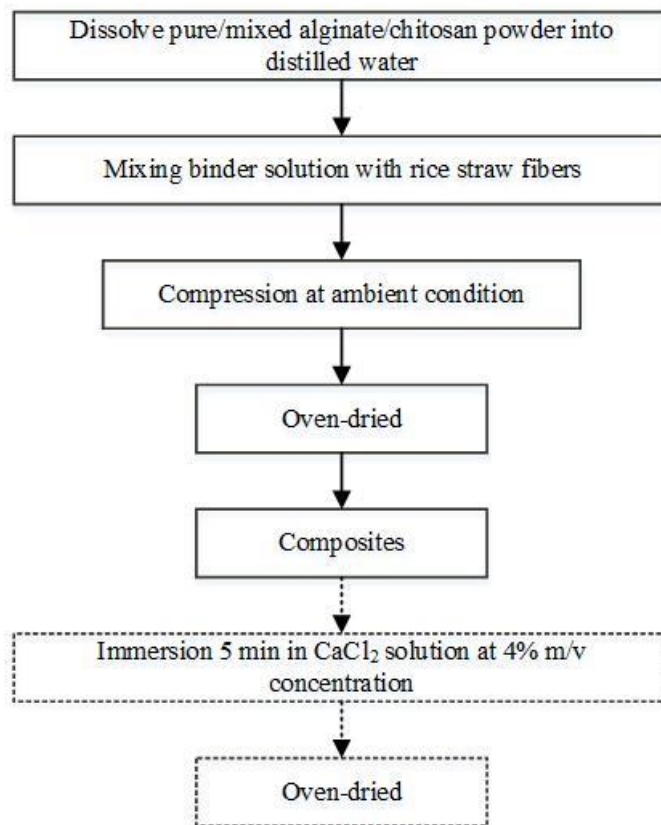 Dissolve pure/mixed alginate/chitosan powder into
distilled water
Mixing binder solution with rice straw fibers
Compression at ambient condition
Oven-dried
Composites
Immersion 5 min in CaCl₂ solution at 4% m/v
concentration
Oven-dried